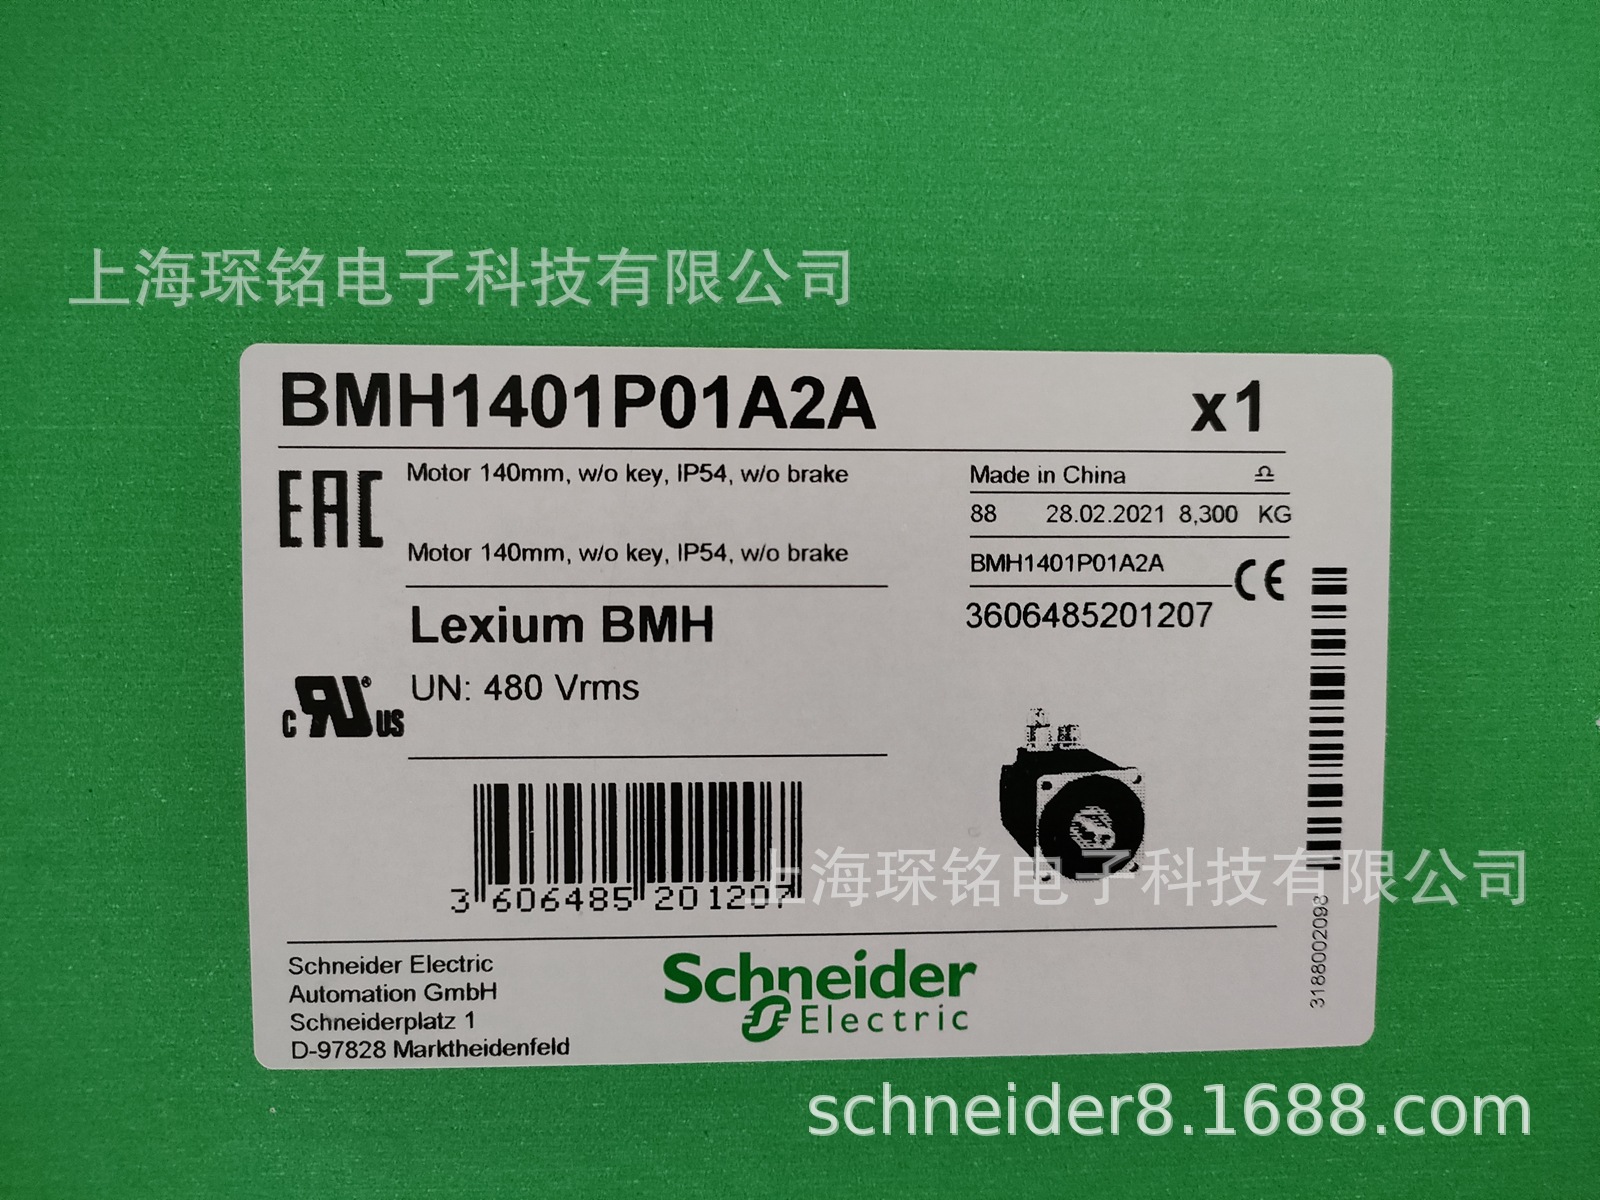 上海琛铭电子科技有限公司
BMH1401P01A2A x1
EAC
Motor 140mm, w/o key, IP54, w/o brake
Motor 140mm, w/o key, IP54, w/o brake
Made in China
88 28.02.2021 8,300 KG
BMH1401P01A2A
CE
3606485201207
Lexium BMH
UN: 480 Vrms
c RU ® US
3 606485 201207
上海琛铭电子科技有限公司
3188002098
Schneider Electric
Automation GmbH
Schneiderplatz 1
D-97828 Marktheidenfeld
Schneider
Electric
schneider8.1688.com